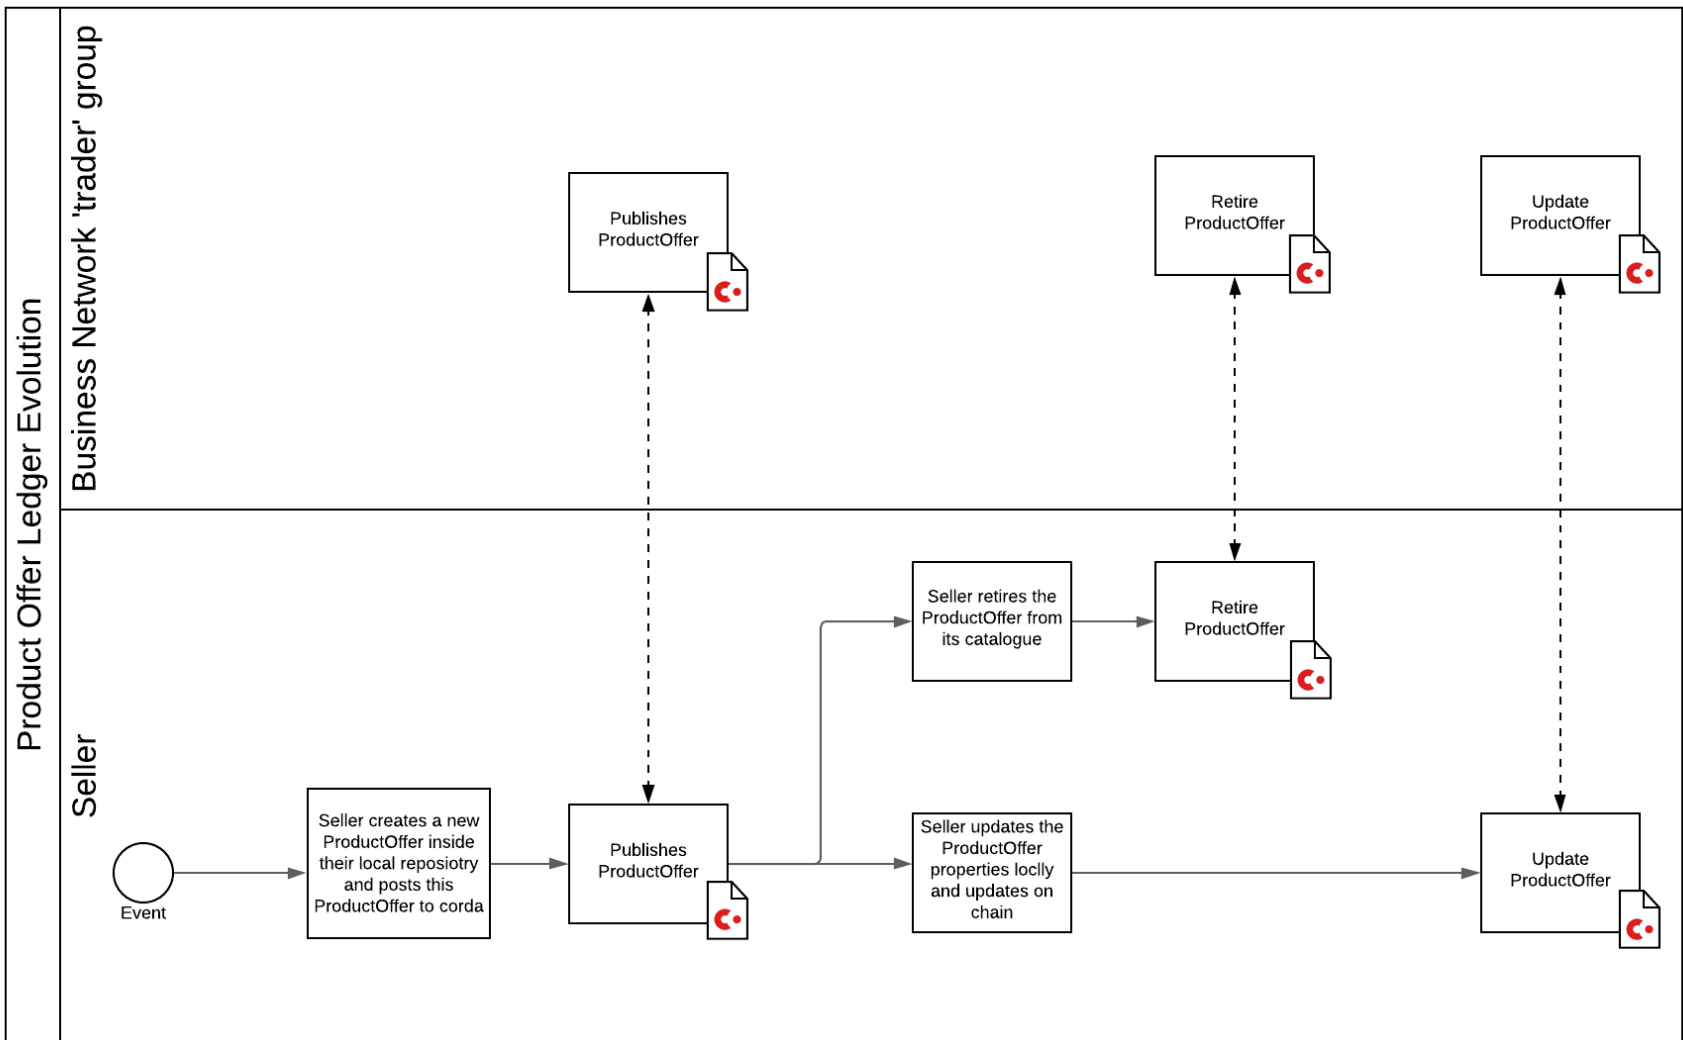 Product Offer Ledger Evolution
Business Network 'trader' group
Publishes
ProductOffer
Retire
ProductOffer
Update
ProductOffer
Seller
Event
Seller creates a new
ProductOffer inside
their local reposiotry
and posts this
ProductOffer to corda
Publishes
ProductOffer
Seller retires the
ProductOffer from
its catalogue
Retire
ProductOffer
Seller updates the
ProductOffer
properties loclly
and updates on
chain
Update
ProductOffer